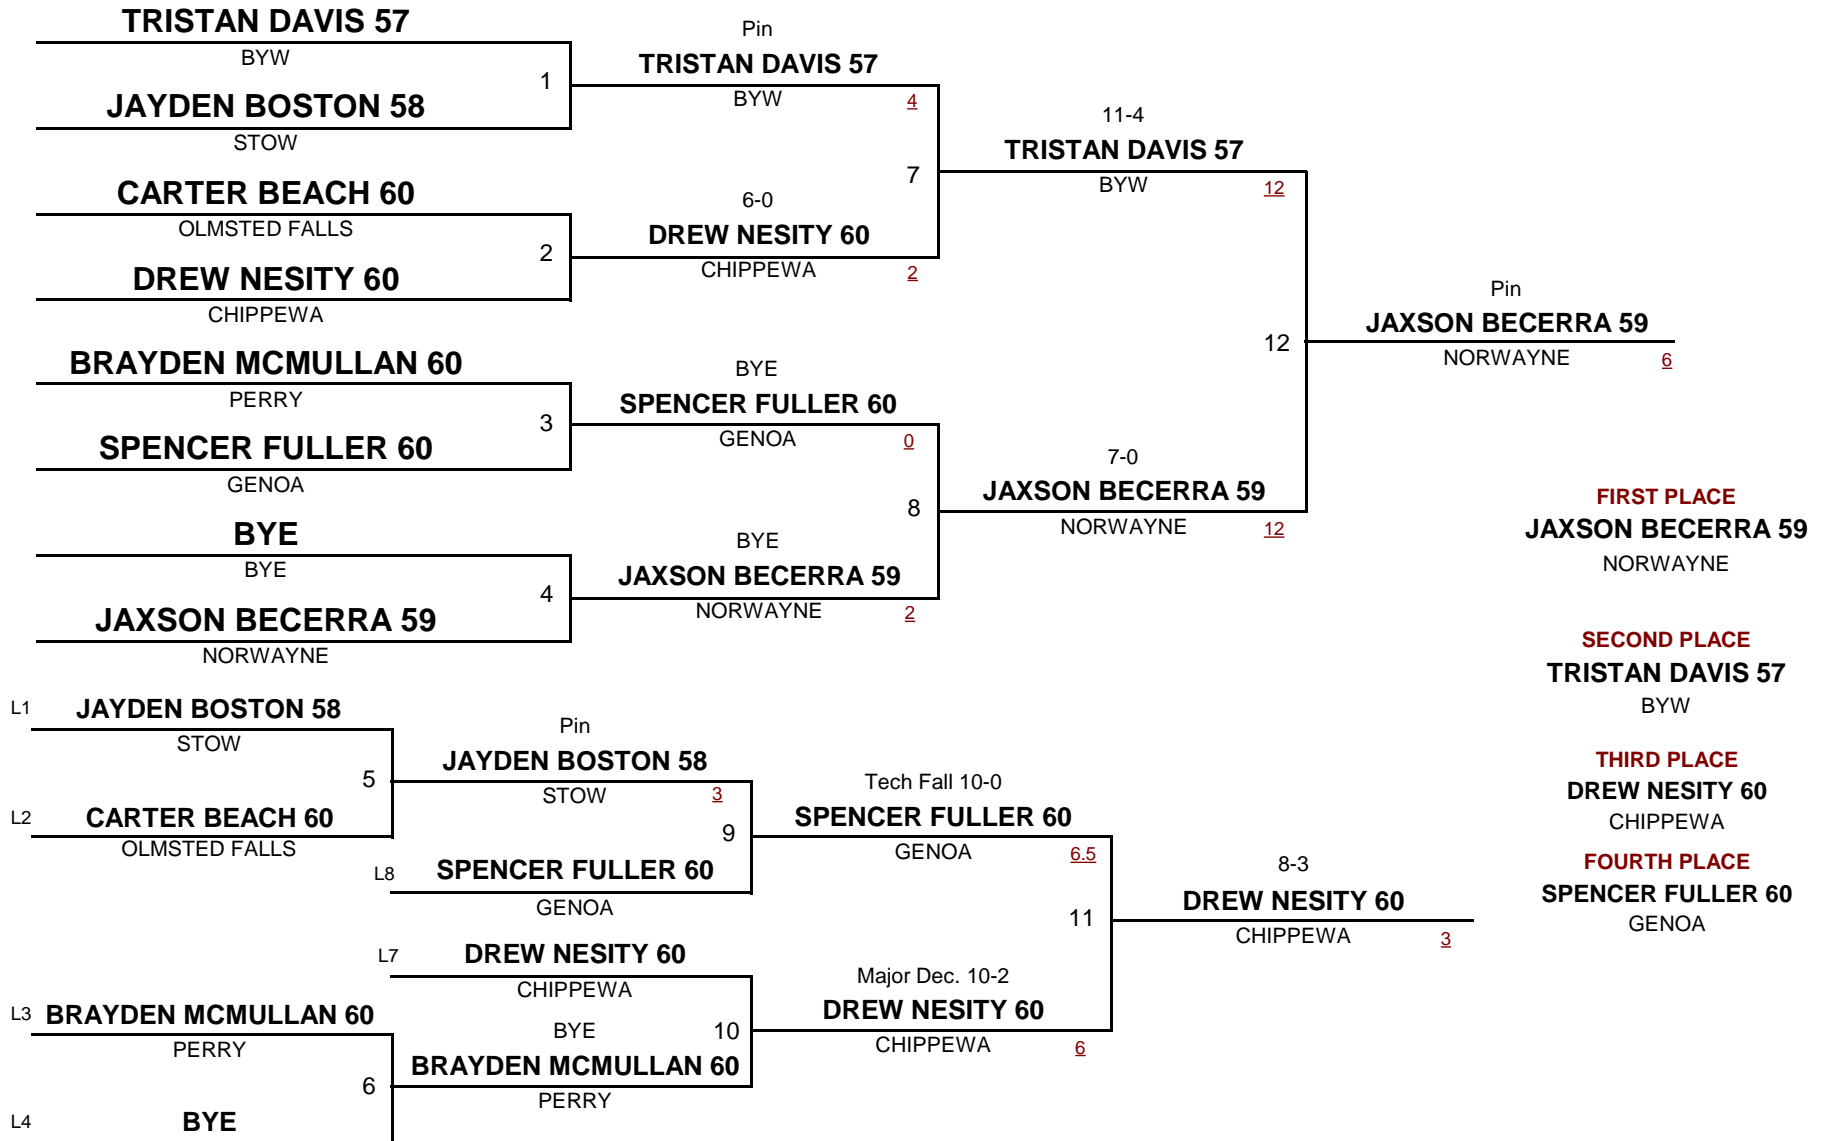 TRISTAN DAVIS 57
BYW
1
JAYDEN BOSTON 58
STOW
Pin
TRISTAN DAVIS 57
BYW
4
CARTER BEACH 60
OLMSTED FALLS
2
DREW NESITY 60
CHIPPEWA
6-0
DREW NESITY 60
CHIPPEWA
2
7
11-4
TRISTAN DAVIS 57
BYW
12
BRAYDEN MCMULLAN 60
PERRY
3
SPENCER FULLER 60
GENOA
BYE
SPENCER FULLER 60
GENOA
0
BYE
BYE
4
JAXSON BECERRA 59
NORWAYNE
BYE
JAXSON BECERRA 59
NORWAYNE
2
8
7-0
JAXSON BECERRA 59
NORWAYNE
12
12
Pin
JAXSON BECERRA 59
NORWAYNE
6
FIRST PLACE
JAXSON BECERRA 59
NORWAYNE
SECOND PLACE
TRISTAN DAVIS 57
BYW
THIRD PLACE
DREW NESITY 60
CHIPPEWA
FOURTH PLACE
SPENCER FULLER 60
GENOA
L1
JAYDEN BOSTON 58
STOW
5
L2
CARTER BEACH 60
OLMSTED FALLS
Pin
JAYDEN BOSTON 58
STOW
3
9
L8
SPENCER FULLER 60
GENOA
Tech Fall 10-0
SPENCER FULLER 60
GENOA
6.5
L7
DREW NESITY 60
CHIPPEWA
10
L3
BRAYDEN MCMULLAN 60
PERRY
6
L4
BYE
BYE
BRAYDEN MCMULLAN 60
PERRY
Major Dec. 10-2
DREW NESITY 60
CHIPPEWA
6
11
8-3
DREW NESITY 60
CHIPPEWA
3